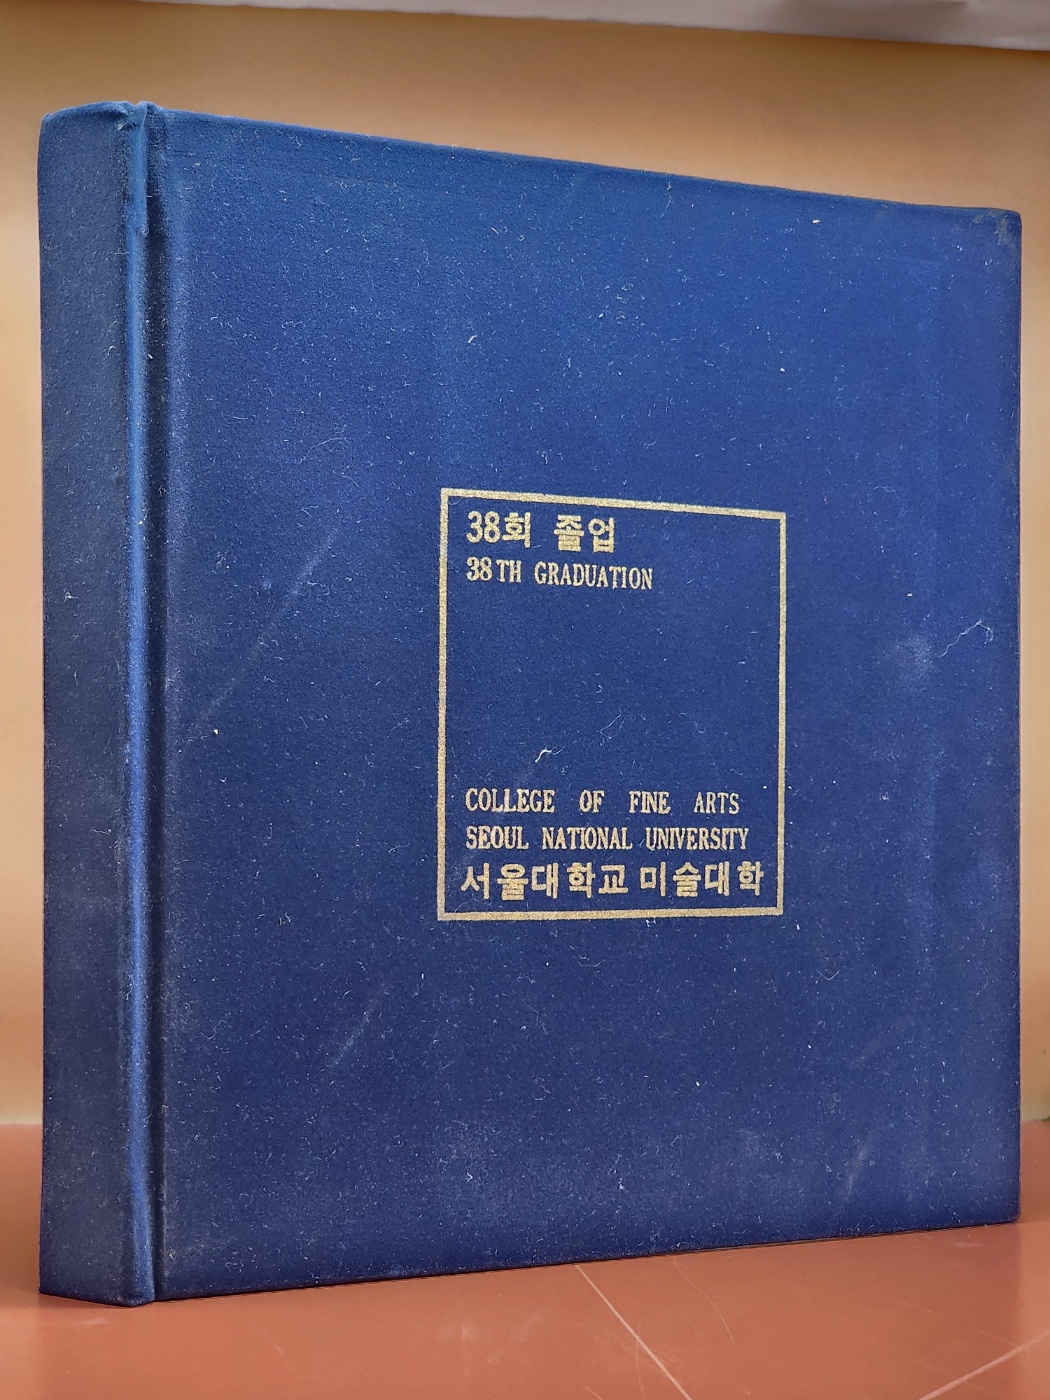 38회 졸업
38TH GRADUATION
COLLEGE OF FINE ARTS
SEOUL NATIONAL UNIVERSITY
서울대학교 미술대학